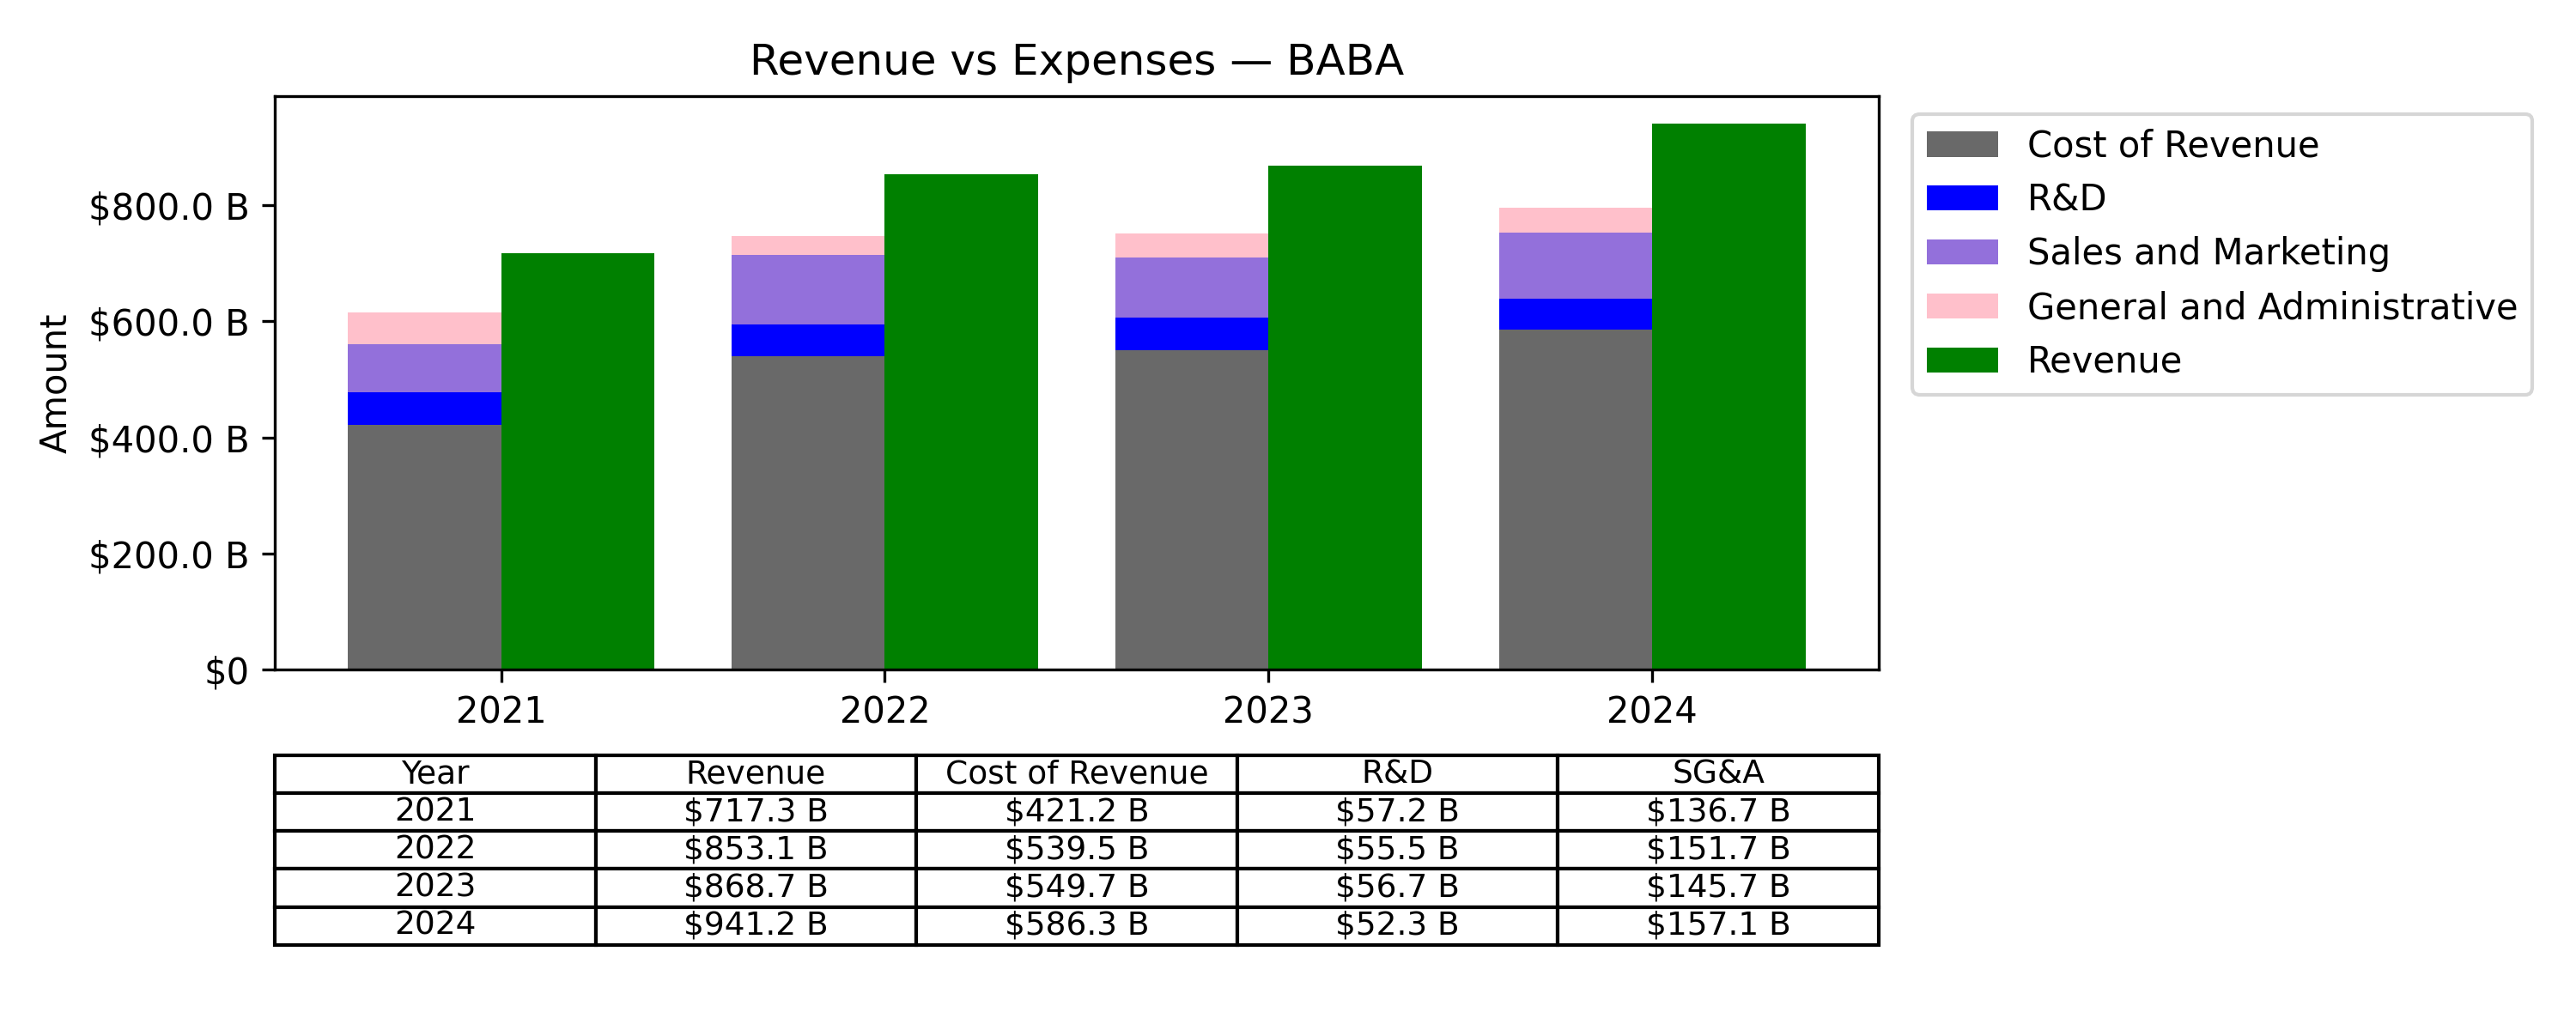 Revenue vs Expenses — BABA
Amount
$800.0 B
$600.0 B
$400.0 B
$200.0 B
$0
2021 2022 2023 2024
Cost of Revenue
R&D
Sales and Marketing
General and Administrative
Revenue
Year Revenue Cost of Revenue R&D SG&A
2021 $717.3 B $421.2 B $57.2 B $136.7 B
2022 $853.1 B $539.5 B $55.5 B $151.7 B
2023 $868.7 B $549.7 B $56.7 B $145.7 B
2024 $941.2 B $586.3 B $52.3 B $157.1 B